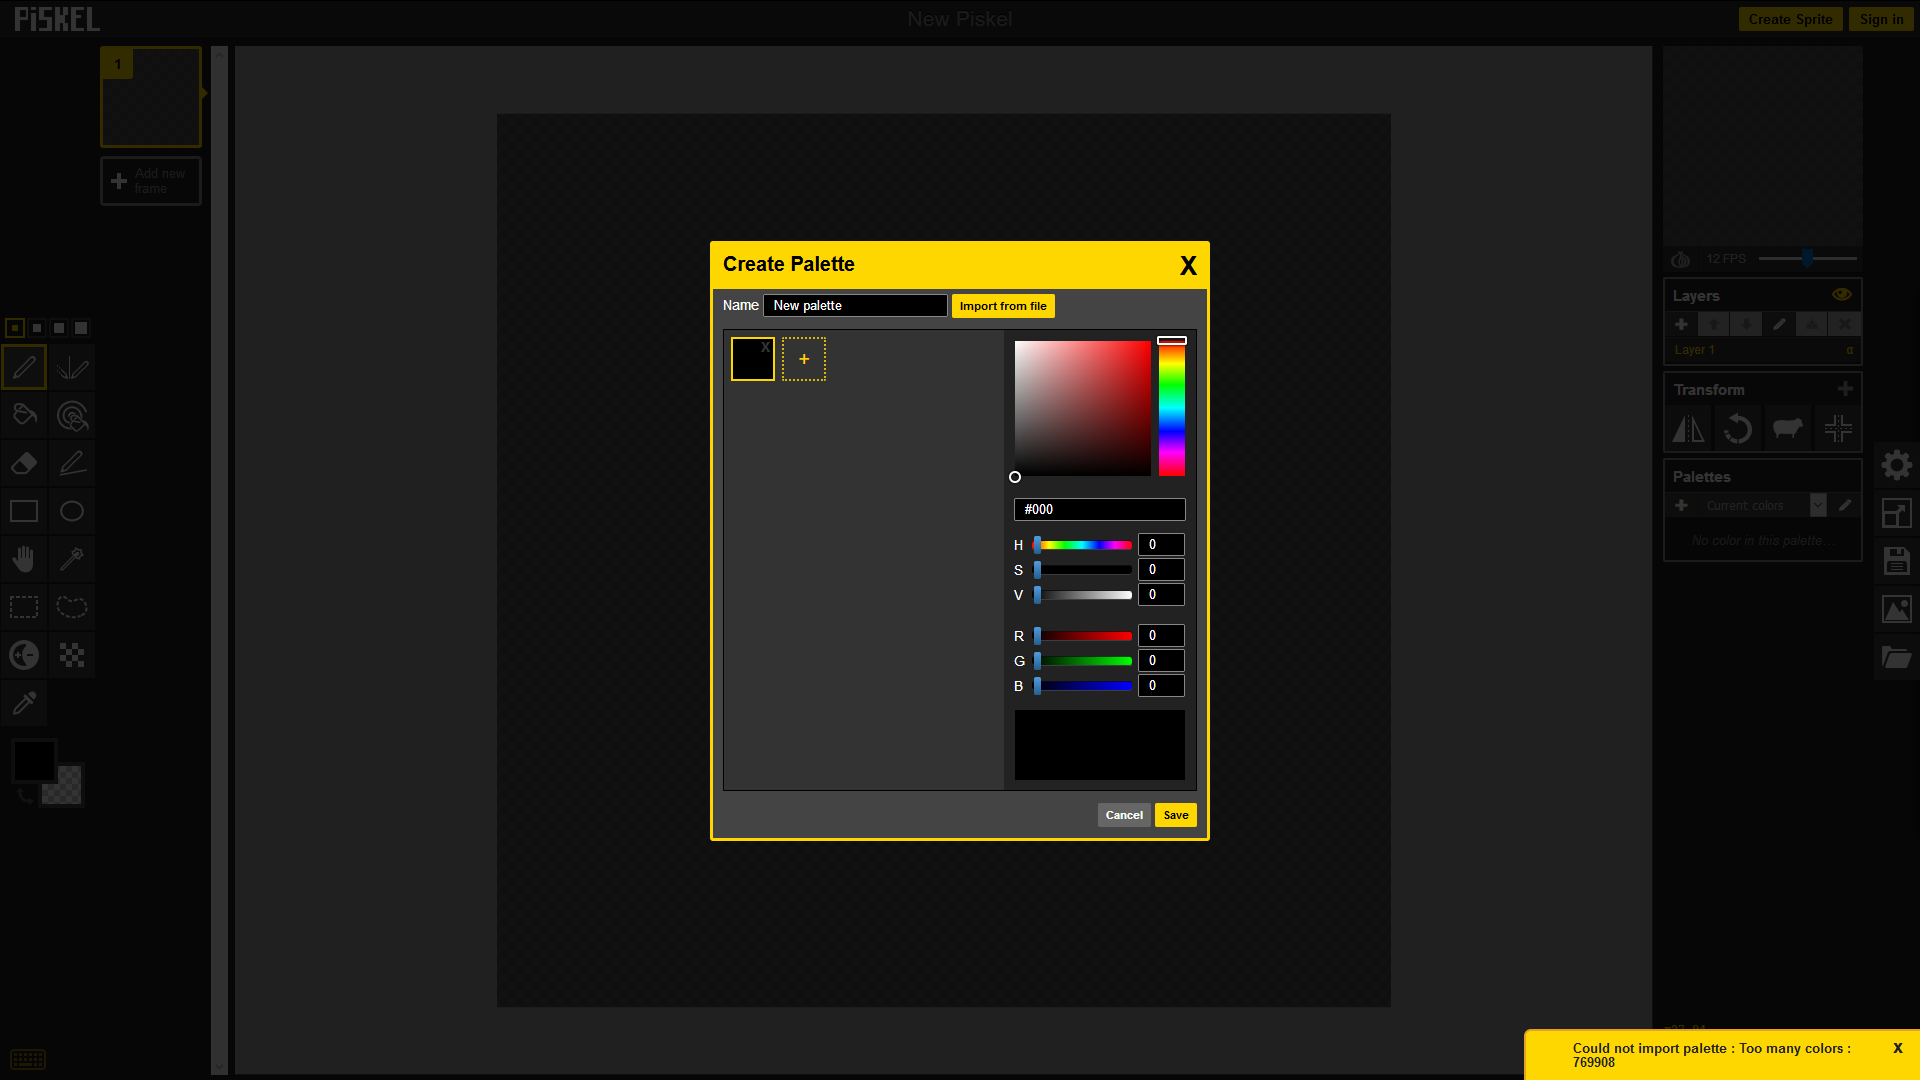 PiSKEL
New Piskel
Create Sprite
Sign in
1
Add new
frame
12 FPS
Layers
Layer 1
α
Transform
Palettes
Current colors
No color in this palette...
Create Palette
X
Name
New palette
Import from file
X
+
#000
H
0
S
0
V
0
R
0
G
0
B
0
Cancel
Save
Could not import palette : Too many colors :
769908
X